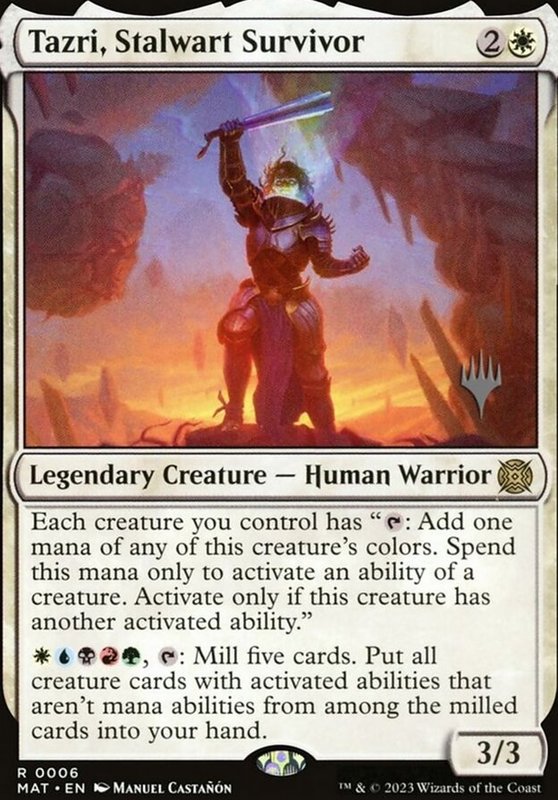 Tazri, Stalwart Survivor 2
Legendary Creature — Human Warrior
Each creature you control has “: Add one
mana of any of this creature’s colors. Spend
this mana only to activate an ability of a
creature. Activate only if this creature has
another activated ability.”
, : Mill five cards. Put all
creature cards with activated abilities that
aren’t mana abilities from among the milled
cards into your hand.
3/3
R 0006
MAT • EN Manuel Castañón
™ & © 2023 Wizards of the Coast